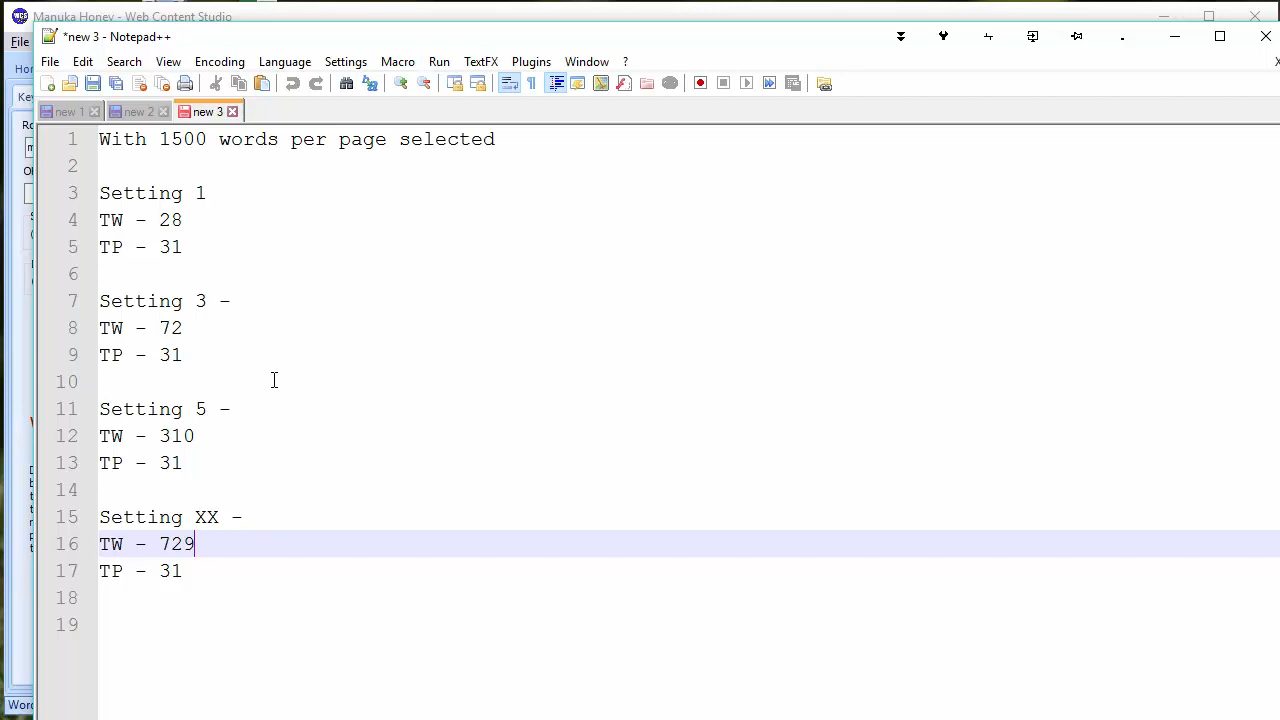 Manuka Honey - Web Content Studio
File
*new 3 - Notepad++
File Edit Search View Encoding Language Settings Macro Run TextFX Plugins Window ?
new 1 new 2 new 3
1 With 1500 words per page selected
2
3 Setting 1
4 TW - 28
5 TP - 31
6
7 Setting 3 -
8 TW - 72
9 TP - 31
10
11 Setting 5 -
12 TW - 310
13 TP - 31
14
15 Setting XX -
16 TW - 729
17 TP - 31
18
19